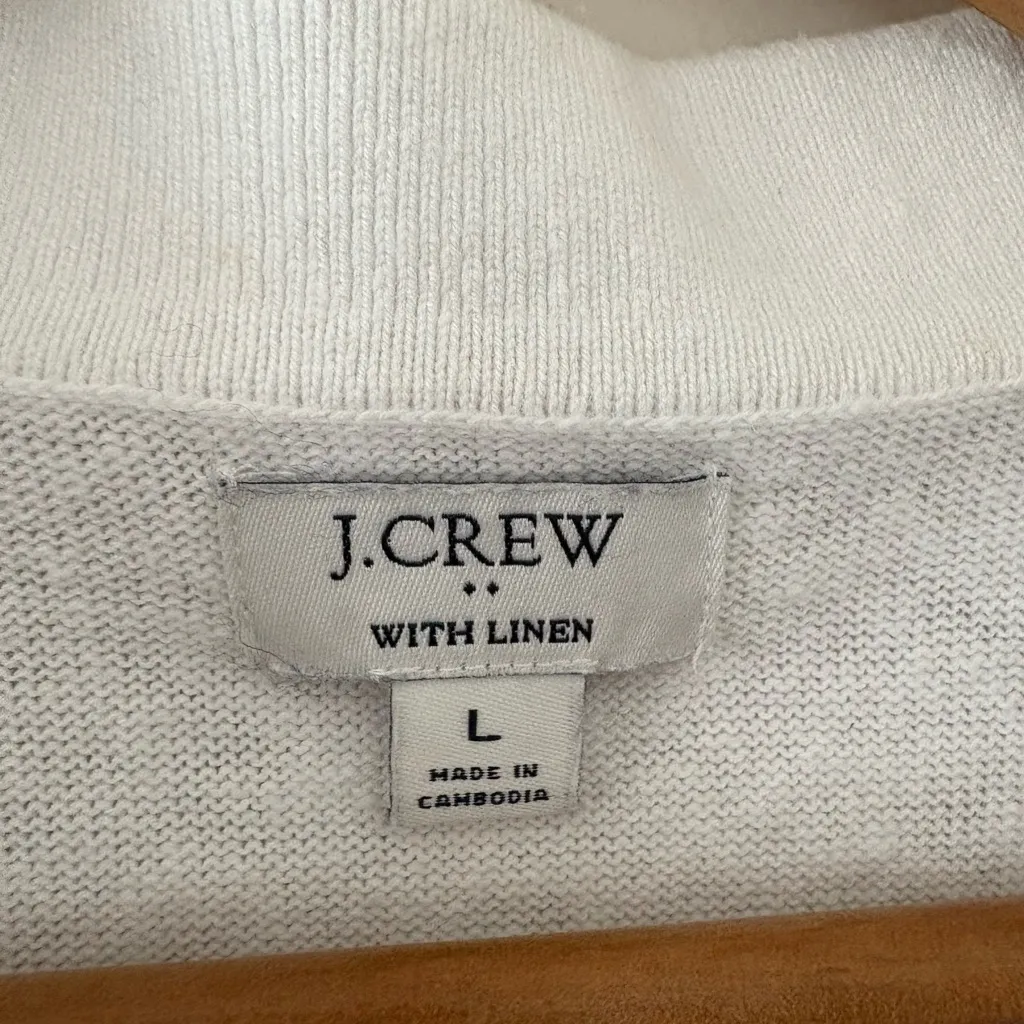 J.CREW
WITH LINEN
L
MADE IN
CAMBODIA